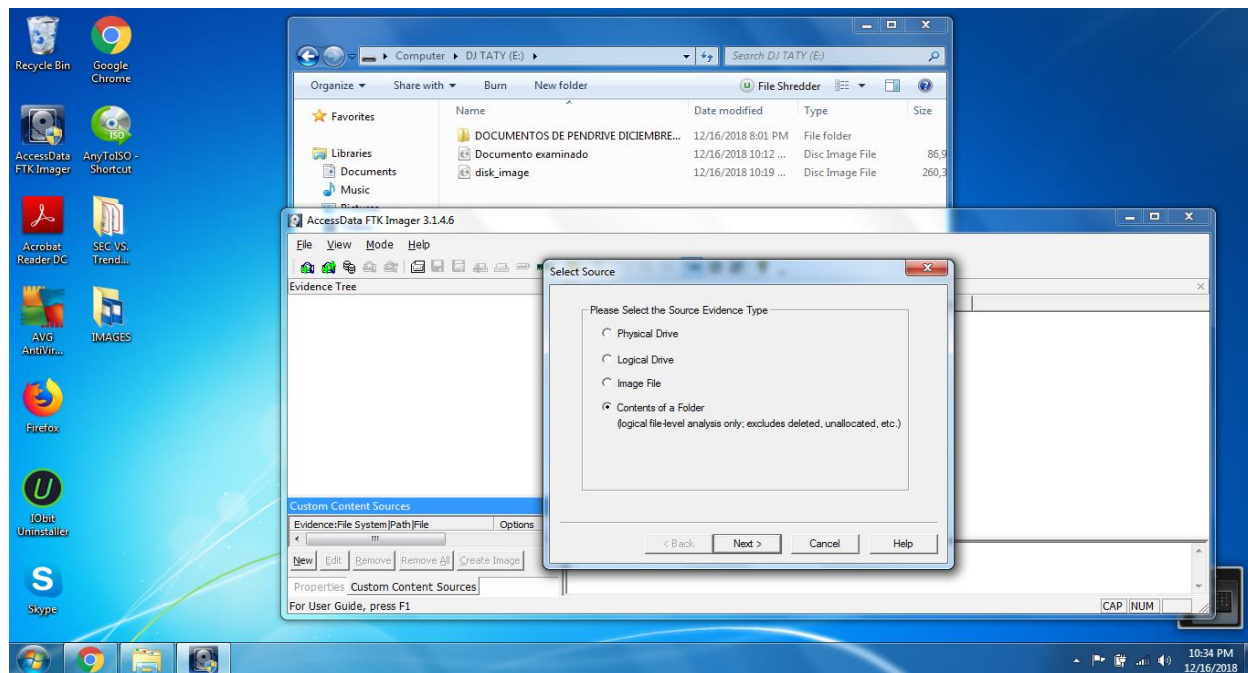 Recycle Bin
Google Chrome
AccessData FTK Imager
AnyToISO - Shortcut
Acrobat Reader DC
SEC VS. Trend...
AVG AntiVir...
IMAGES
Firefox
IObit Uninstaller
Skype
Computer DJ TATY (E:)
Search DJ TATY (E:)
Organize Share with Burn New folder File Shredder
Name Date modified Type Size
Favorites
Libraries
Documents
Music
DOCUMENTOS DE PENDRIVE DICIEMBRE... 12/16/2018 8:01 PM File folder
Documento examinado 12/16/2018 10:12 ... Disc Image File 86,9
disk_image 12/16/2018 10:19 ... Disc Image File 260,3
AccessData FTK Imager 3.1.4.6
File View Mode Help
Evidence Tree
Select Source
Please Select the Source Evidence Type
Physical Drive
Logical Drive
Image File
Contents of a Folder
(logical file-level analysis only; excludes deleted, unallocated, etc.)
< Back Next > Cancel Help
Custom Content Sources
Evidence:File System|Path|File Options
New Edit Remove Remove All Create Image
Properties Custom Content Sources
For User Guide, press F1
CAP NUM
10:34 PM
12/16/2018